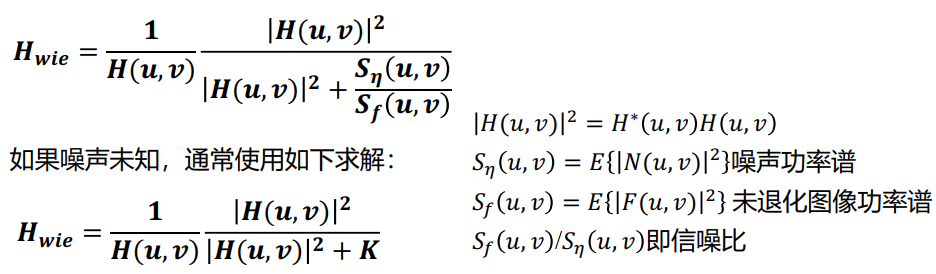 H_wie = 1/H(u,v) |H(u,v)|²/(|H(u,v)|² + S_η(u,v)/S_f(u,v))
如果噪声未知，通常使用如下求解：
H_wie = 1/H(u,v) |H(u,v)|²/(|H(u,v)|² + K)
|H(u,v)|² = H*(u,v)H(u,v)
S_η(u,v) = E{|N(u,v)|²}噪声功率谱
S_f(u,v) = E{|F(u,v)|²} 未退化图像功率谱
S_f(u,v)/S_η(u,v)即信噪比